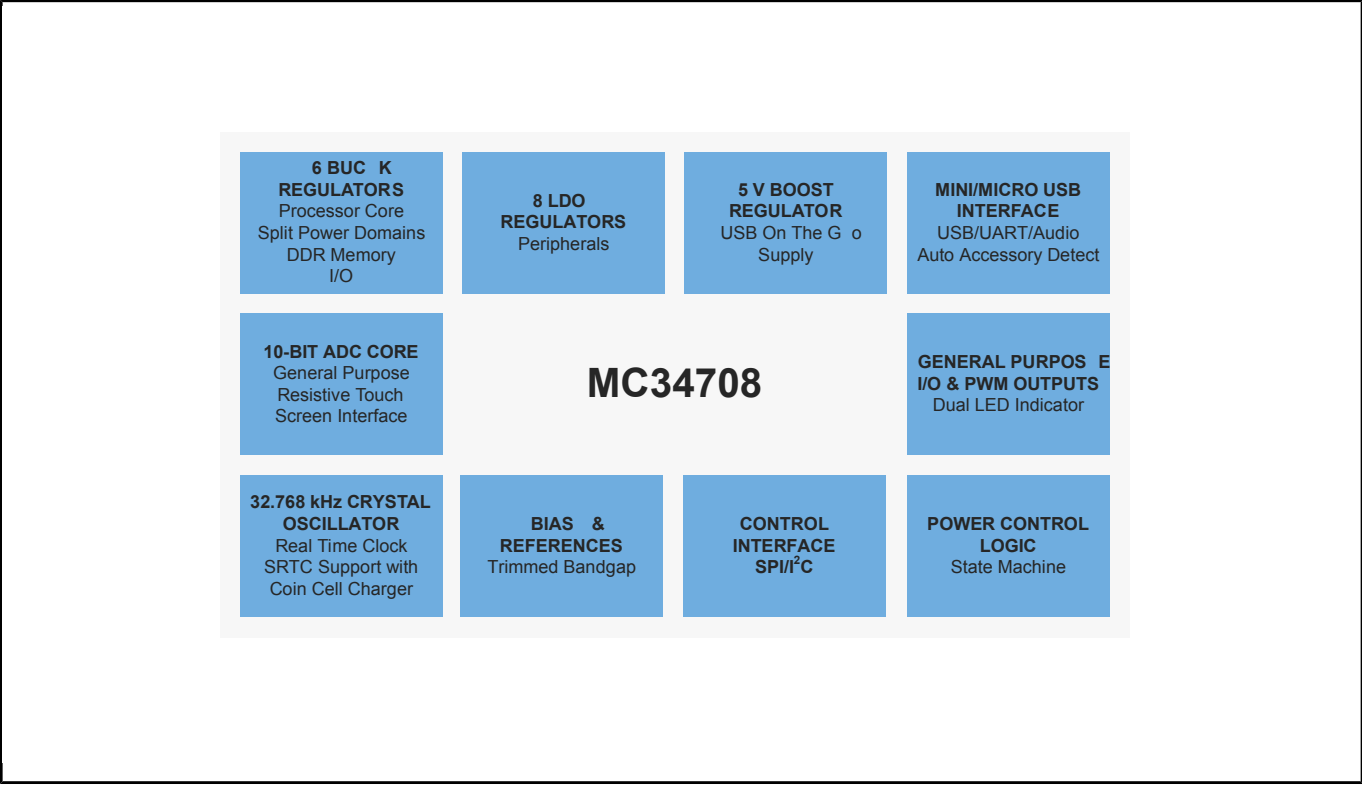 6 BUC K
REGULATORS
Processor Core
Split Power Domains
DDR Memory
I/O
8 LDO
REGULATORS
Peripherals
5 V BOOST
REGULATOR
USB On The G o
Supply
MINI/MICRO USB
INTERFACE
USB/UART/Audio
Auto Accessory Detect
10-BIT ADC CORE
General Purpose
Resistive Touch
Screen Interface
MC34708
GENERAL PURPOS E
I/O & PWM OUTPUTS
Dual LED Indicator
32.768 kHz CRYSTAL
OSCILLATOR
Real Time Clock
SRTC Support with
Coin Cell Charger
BIAS &
REFERENCES
Trimmed Bandgap
CONTROL
INTERFACE
SPI/I²C
POWER CONTROL
LOGIC
State Machine